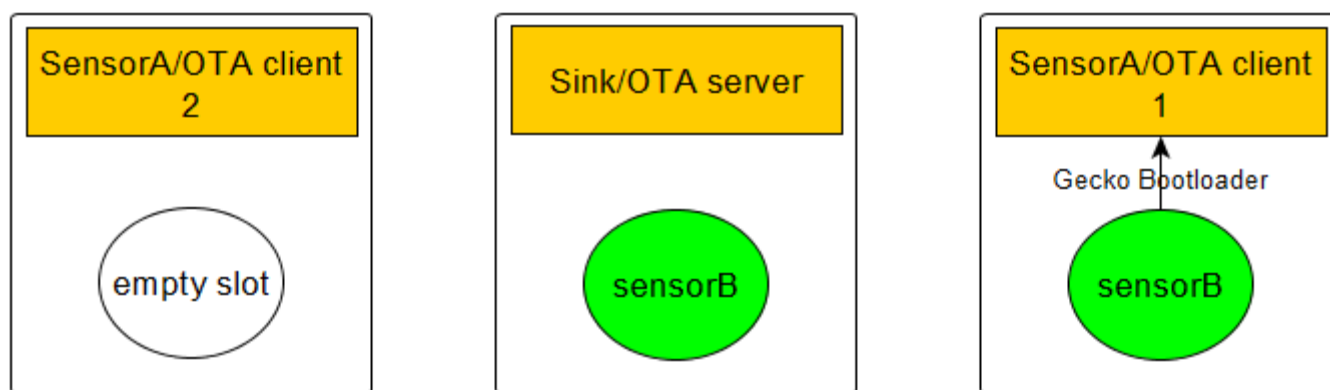 SensorA/OTA client
2
empty slot
Sink/OTA server
sensorB
SensorA/OTA client
1
Gecko Bootloader
sensorB